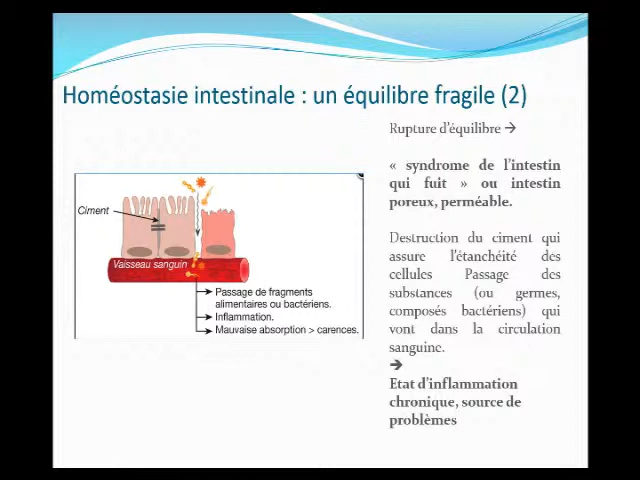 Homéostasie intestinale : un équilibre fragile (2)
Rupture d'équilibre →
« syndrome de l'intestin
qui fuit » ou intestin
poreux, perméable.
Destruction du ciment qui
assure l'étanchéité des
cellules Passage des
substances (ou germes,
composés bactériens) qui
vont dans la circulation
sanguine.
→
Etat d'inflammation
chronique, source de
problèmes
Ciment
Vaisseau sanguin
Passage de fragments
alimentaires ou bactériens.
Inflammation.
Mauvaise absorption > carences.